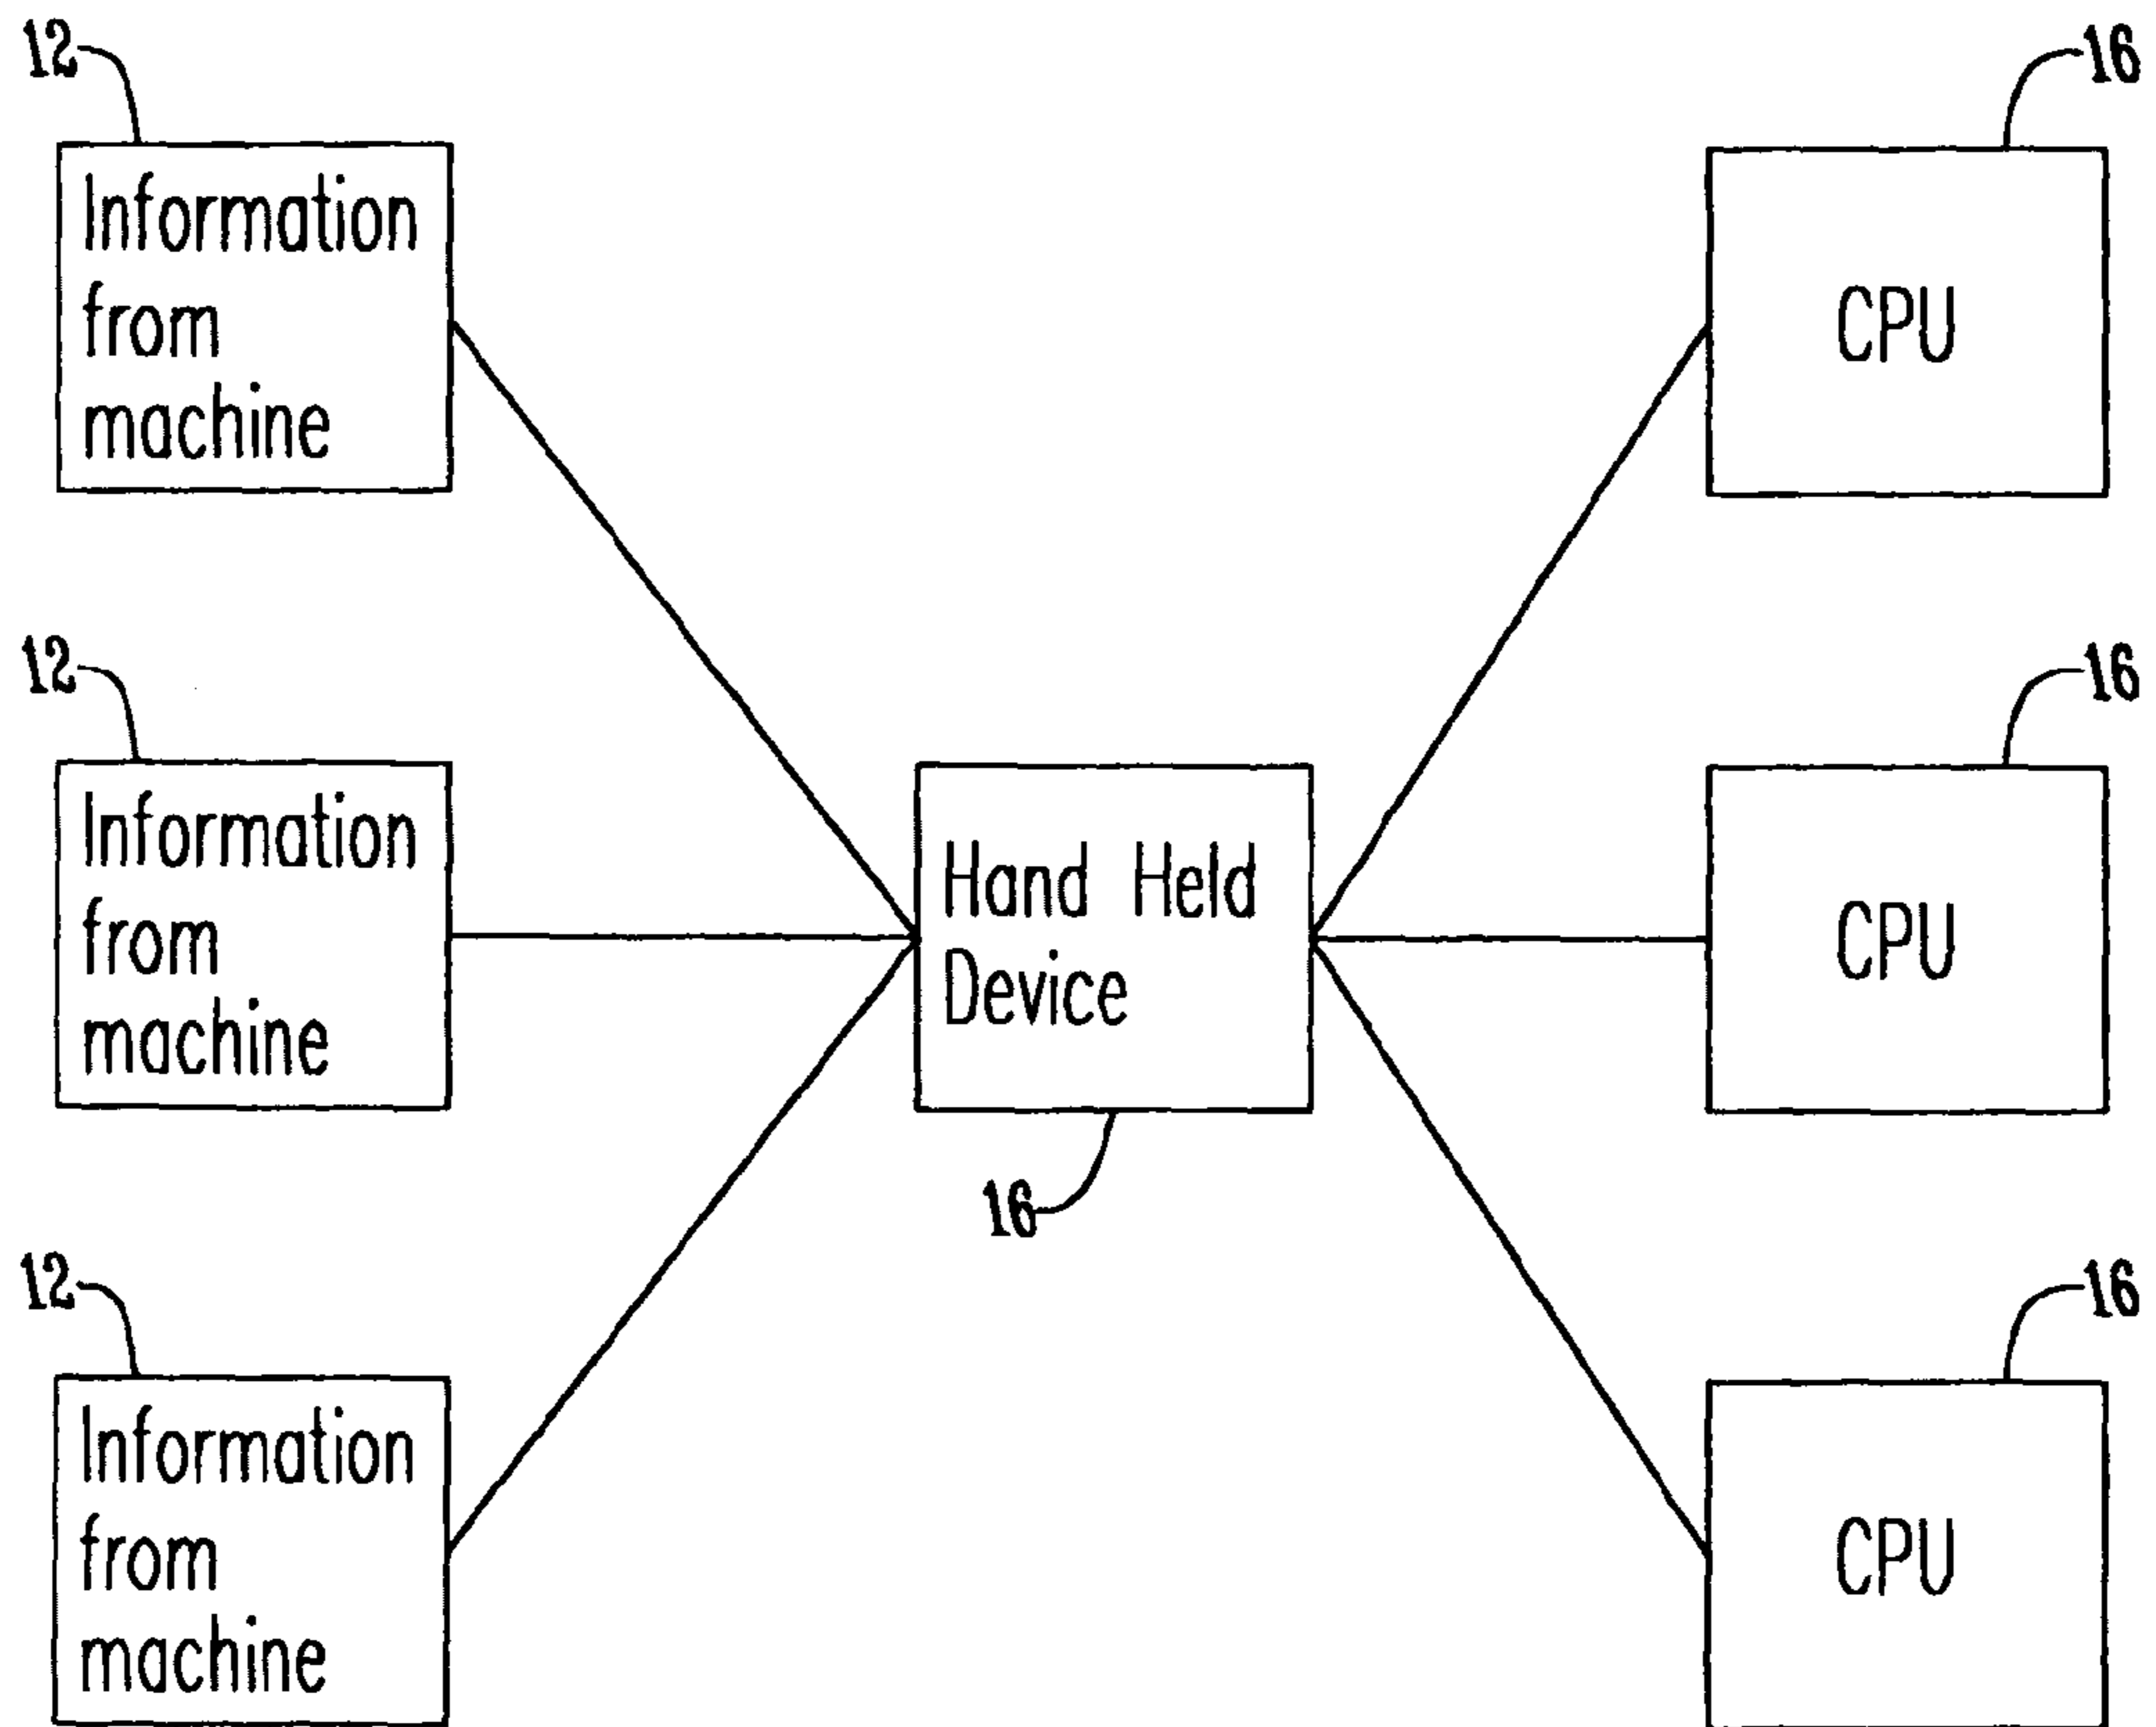 12
Information
from
machine
16
CPU
12
Information
from
machine
Hand Held
Device
16
16
CPU
12
Information
from
machine
16
CPU